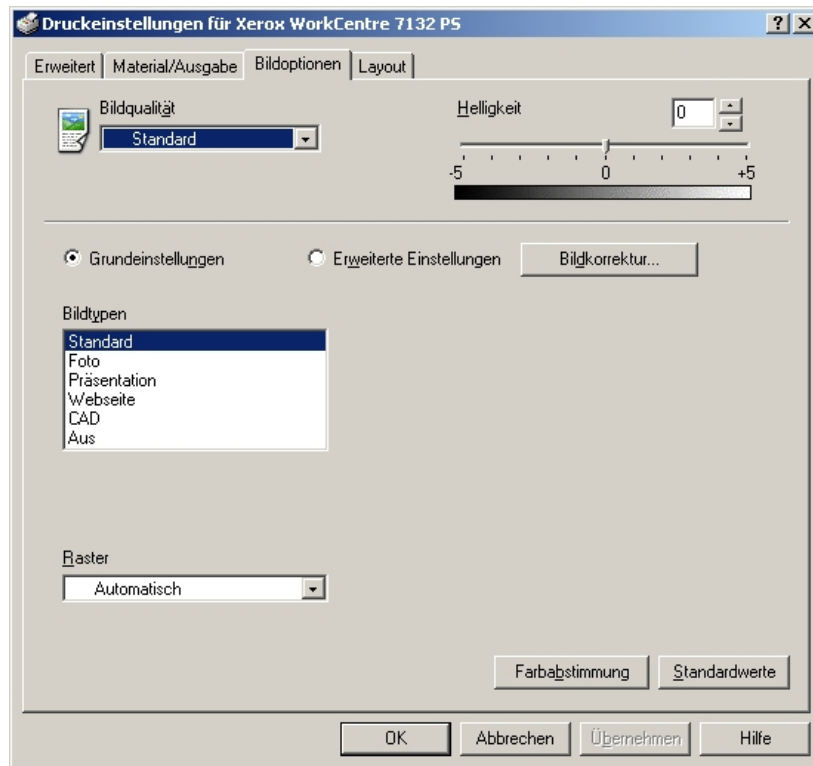 Druckeinstellungen für Xerox WorkCentre 7132 PS
Erweitert Material/Ausgabe Bildoptionen Layout
Bildqualität
Standard
Helligkeit
0
-5 0 +5
Grundeinstellungen Erweiterte Einstellungen Bildkorrektur...
Bildtypen
Standard
Foto
Präsentation
Webseite
CAD
Aus
Raster
Automatisch
Farbabstimmung Standardwerte
OK Abbrechen Übernehmen Hilfe